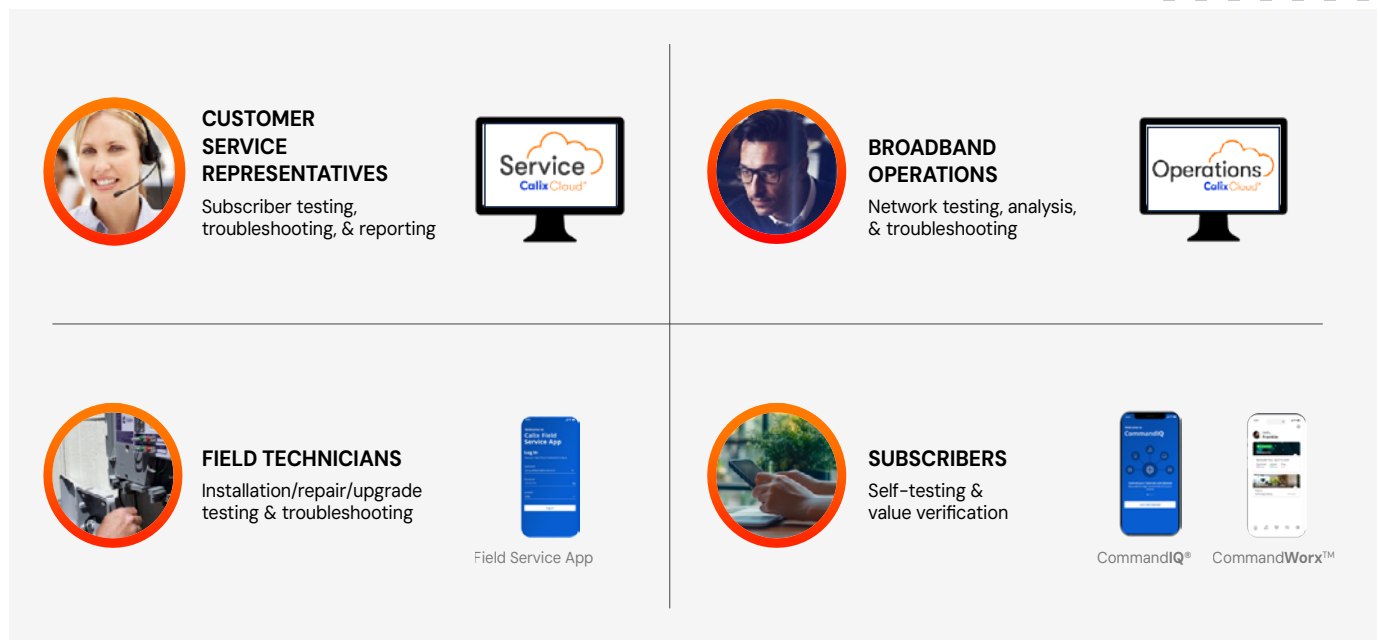 CUSTOMER
SERVICE
REPRESENTATIVES
Subscriber testing,
troubleshooting, & reporting
Service
Calix Cloud®
BROADBAND
OPERATIONS
Network testing, analysis,
& troubleshooting
Operations
Calix Cloud®
FIELD TECHNICIANS
Installation/repair/upgrade
testing & troubleshooting
Calix Field
Service App
Log in
Field Service App
SUBSCRIBERS
Self-testing &
value verification
CommandIQ
CommandIQ®
Frankie
CommandWorx™